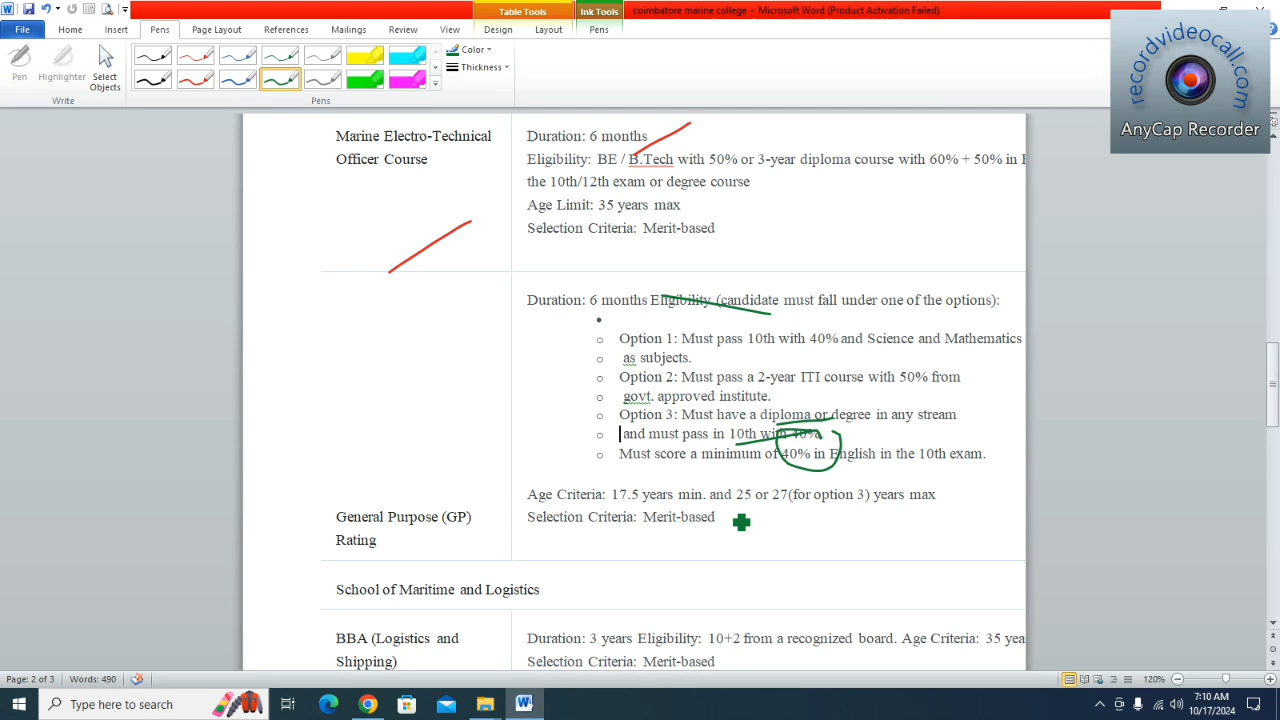 Table Tools
Ink Tools
coimbatore marine college - Microsoft Word (Product Activation Failed)
File
Home
Insert
Pens
Page Layout
References
Mailings
Review
View
Design
Layout
Pens
Pen
Highlighter
Select
Objects
Color
Thickness
Write
Pens
recordvideocall.com
AnyCap Recorder
Marine Electro-Technical
Officer Course
Duration: 6 months
Eligibility: BE / B.Tech with 50% or 3-year diploma course with 60% + 50% in
the 10th/12th exam or degree course
Age Limit: 35 years max
Selection Criteria: Merit-based
Duration: 6 months Eligibility (candidate must fall under one of the options):
Option 1: Must pass 10th with 40% and Science and Mathematics
as subjects.
Option 2: Must pass a 2-year ITI course with 50% from
govt. approved institute.
Option 3: Must have a diploma or degree in any stream
and must pass in 10th with 40%
Must score a minimum of 40% in English in the 10th exam.
Age Criteria: 17.5 years min. and 25 or 27(for option 3) years max
General Purpose (GP)
Rating
Selection Criteria: Merit-based
School of Maritime and Logistics
BBA (Logistics and
Shipping)
Duration: 3 years Eligibility: 10+2 from a recognized board. Age Criteria: 35
Selection Criteria: Merit-based
Page: 2 of 3
Words: 490
120%
Type here to search
7:10 AM
10/17/2024